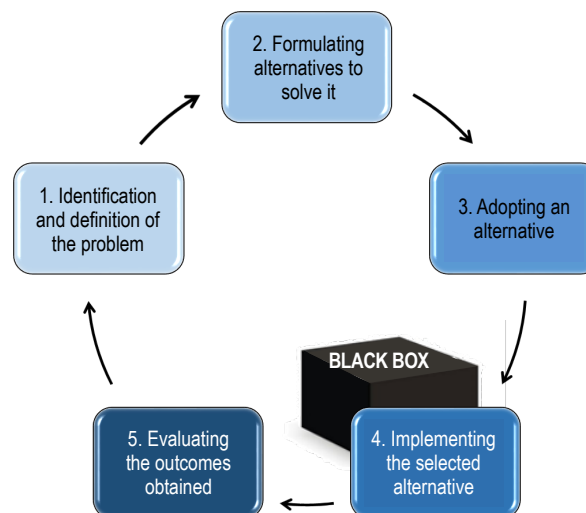 2. Formulating
alternatives to
solve it
1. Identification
and definition of
the problem
3. Adopting an
alternative
BLACK BOX
5. Evaluating
the outcomes
obtained
4. Implementing
the selected
alternative